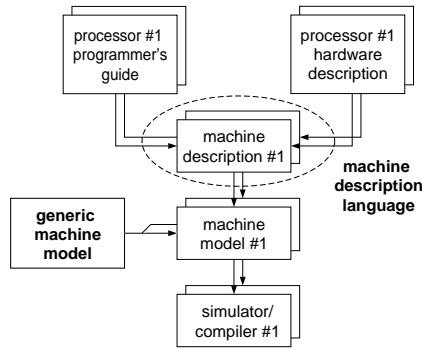 processor #1
programmer's
guide
processor #1
hardware
description
machine
description #1
machine
description
language
generic
machine
model
machine
model #1
simulator/
compiler #1